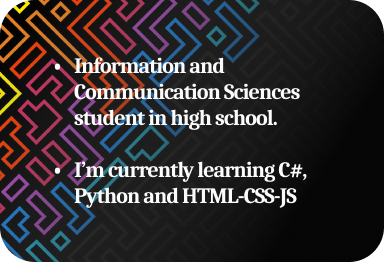 • Information and
Communication Sciences
student in high school.
• I'm currently learning C#,
Python and HTML-CSS-JS